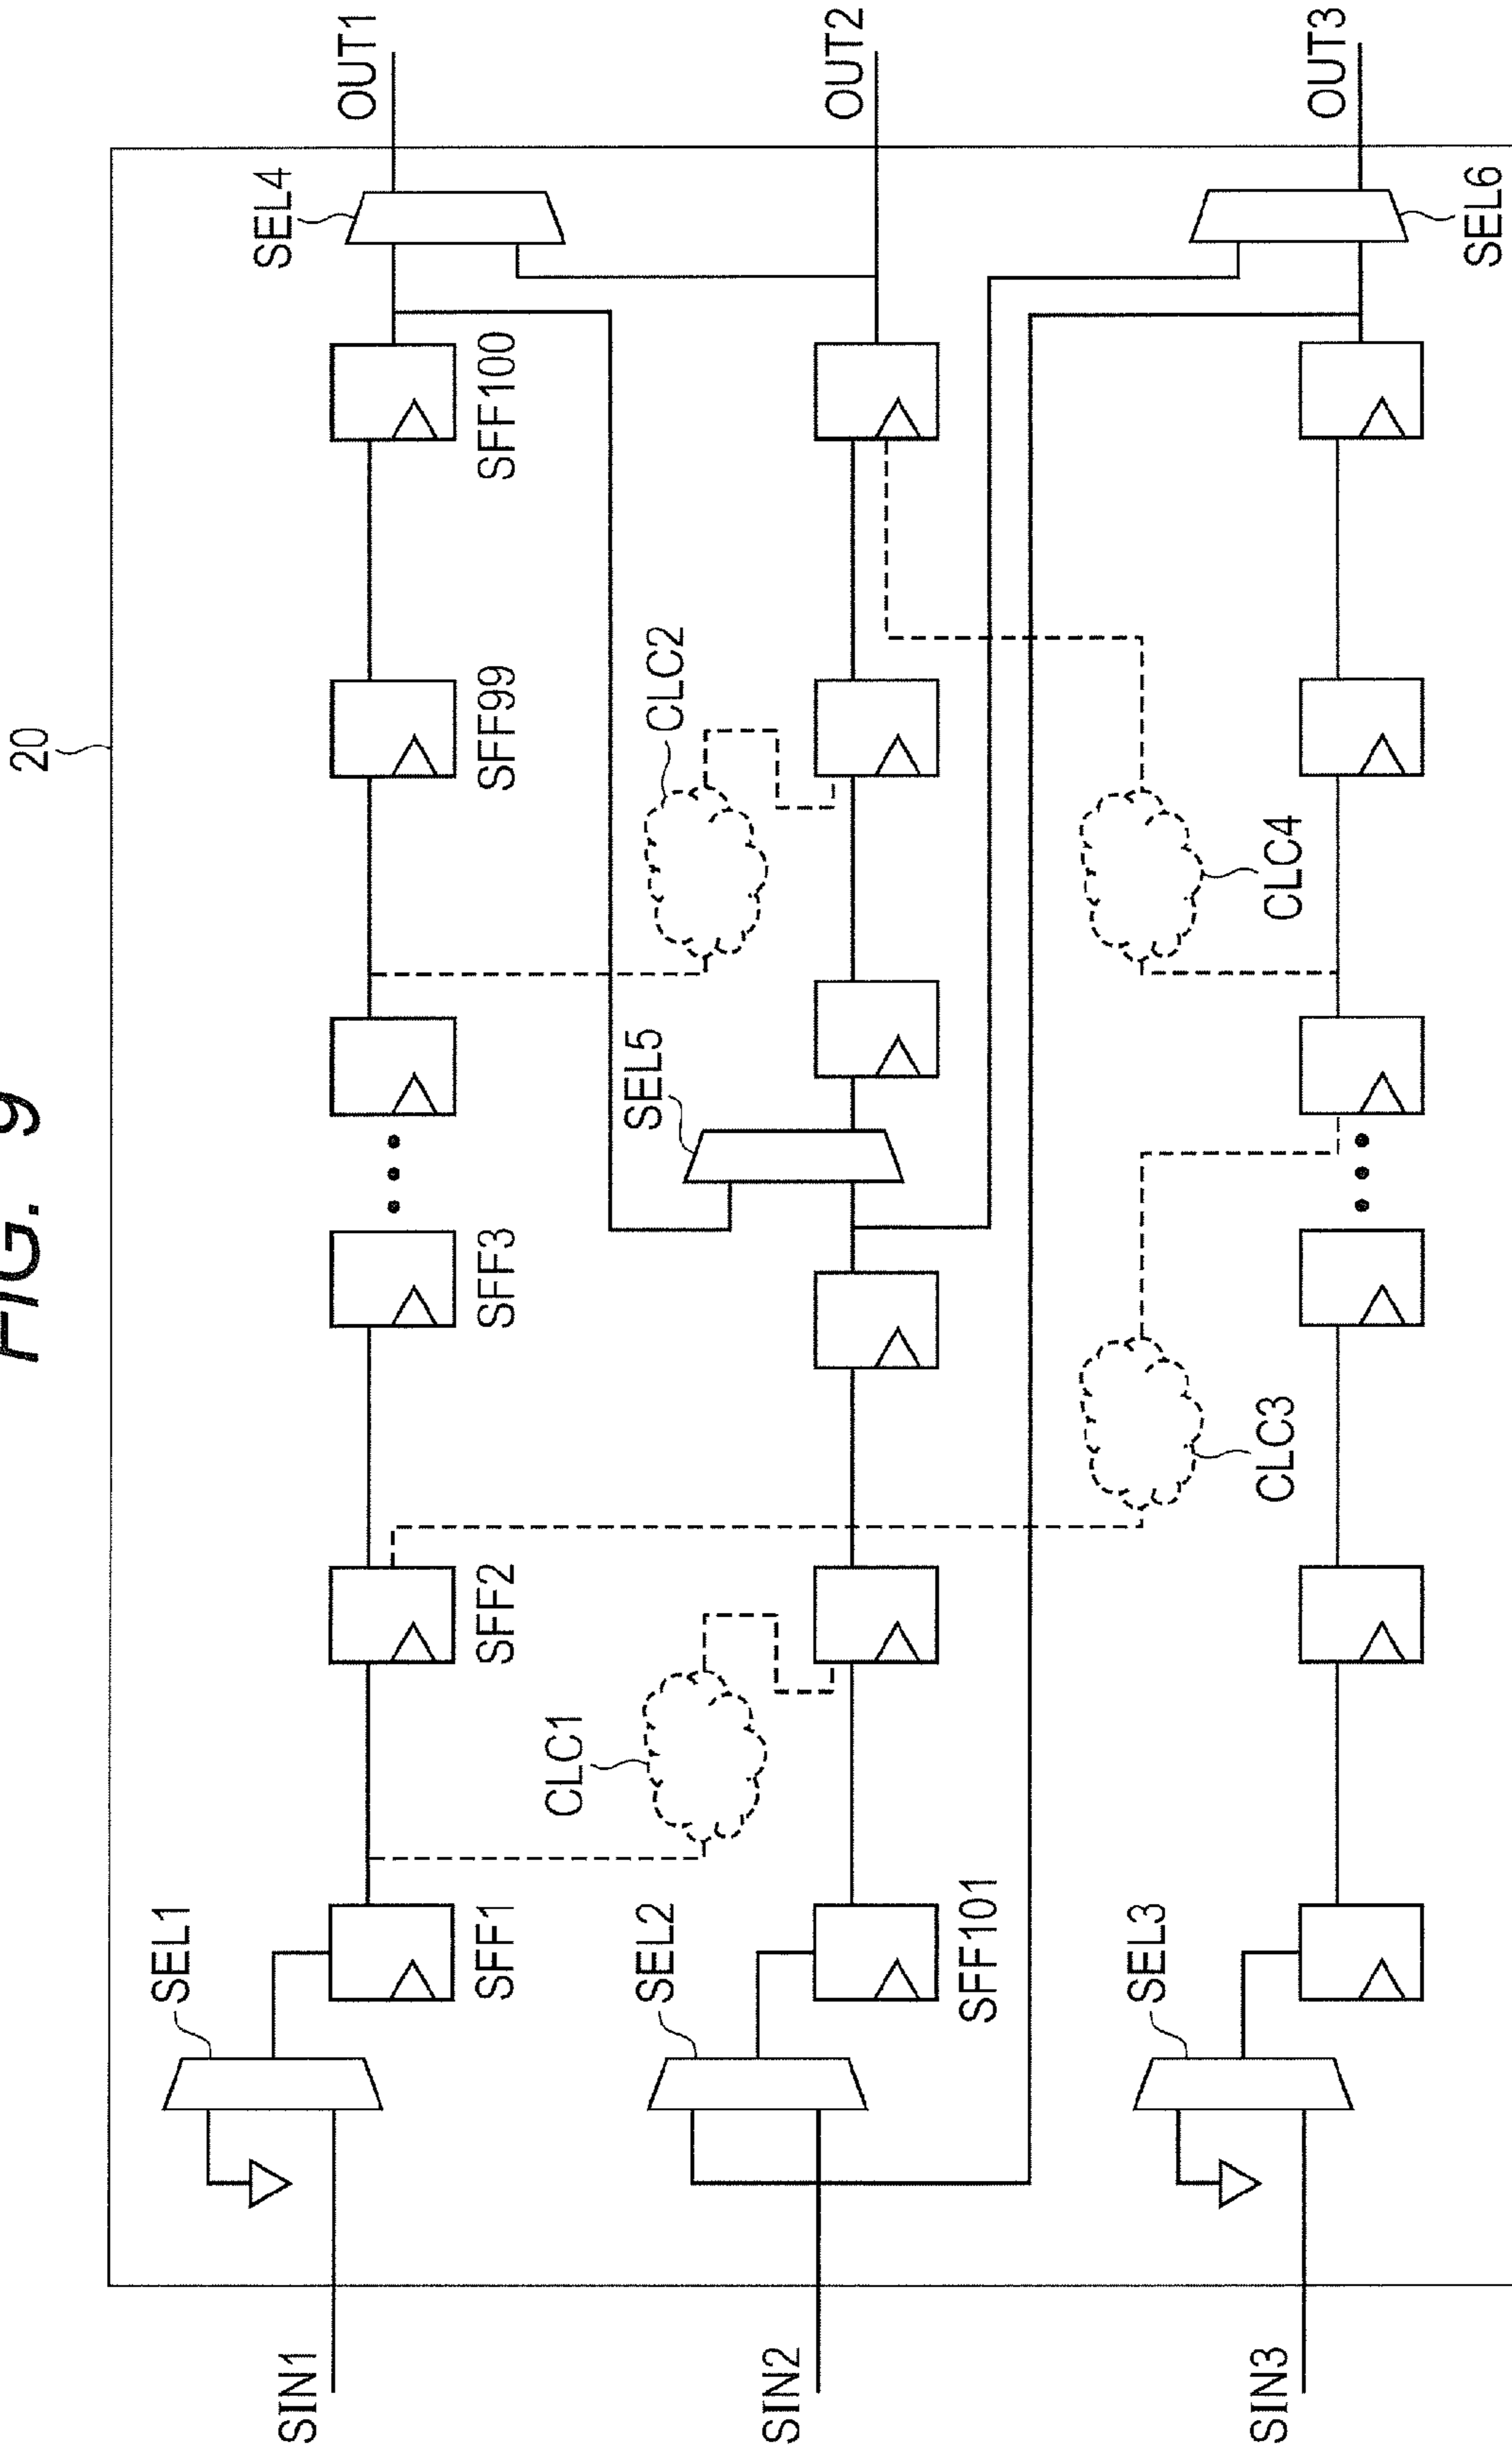 FIG. 9
20
SIN1
SEL1
SFF1
SFF2
SFF3
SFF99
SFF100
SEL4
OUT1
CLC1
CLC2
SEL5
SIN2
SEL2
SFF101
OUT2
CLC3
CLC4
SIN3
SEL3
SEL6
OUT3